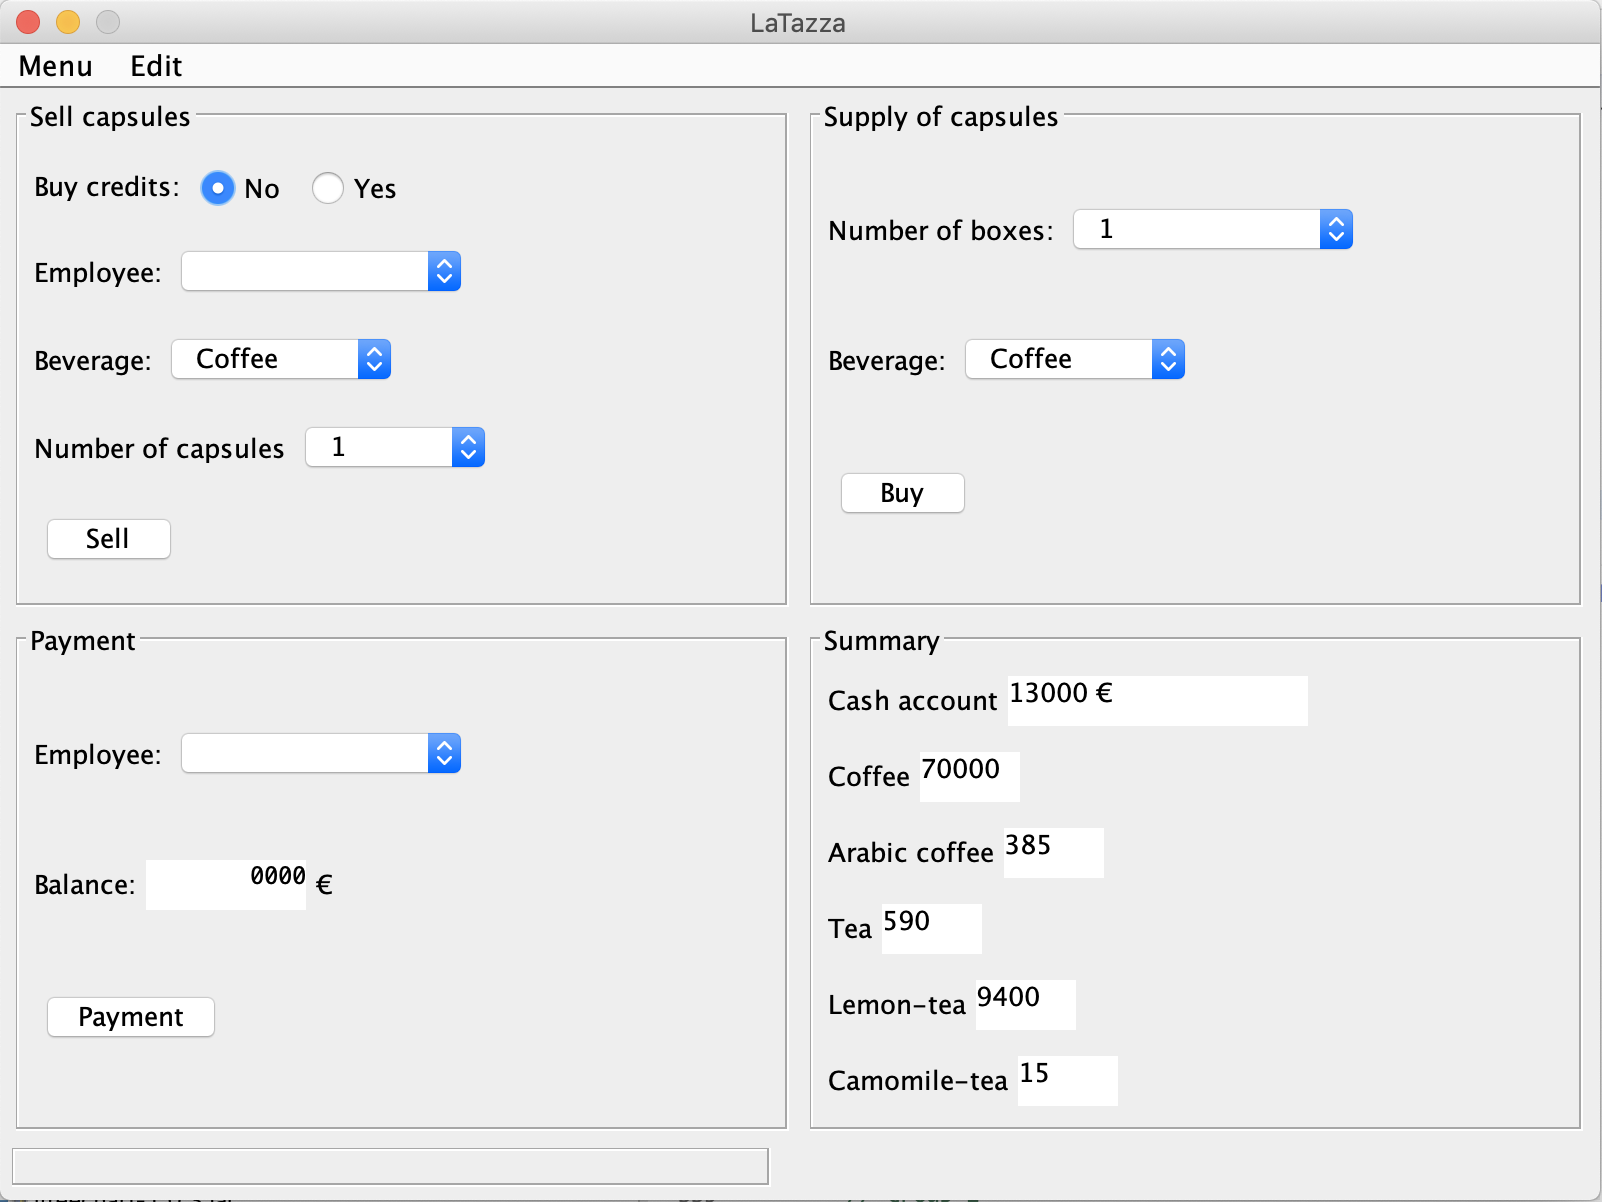 LaTazza
Menu Edit
Sell capsules
Buy credits: No Yes
Employee:
Beverage: Coffee
Number of capsules 1
Sell
Supply of capsules
Number of boxes: 1
Beverage: Coffee
Buy
Payment
Employee:
Balance: 0000 €
Payment
Summary
Cash account 13000 €
Coffee 70000
Arabic coffee 385
Tea 590
Lemon-tea 9400
Camomile-tea 15